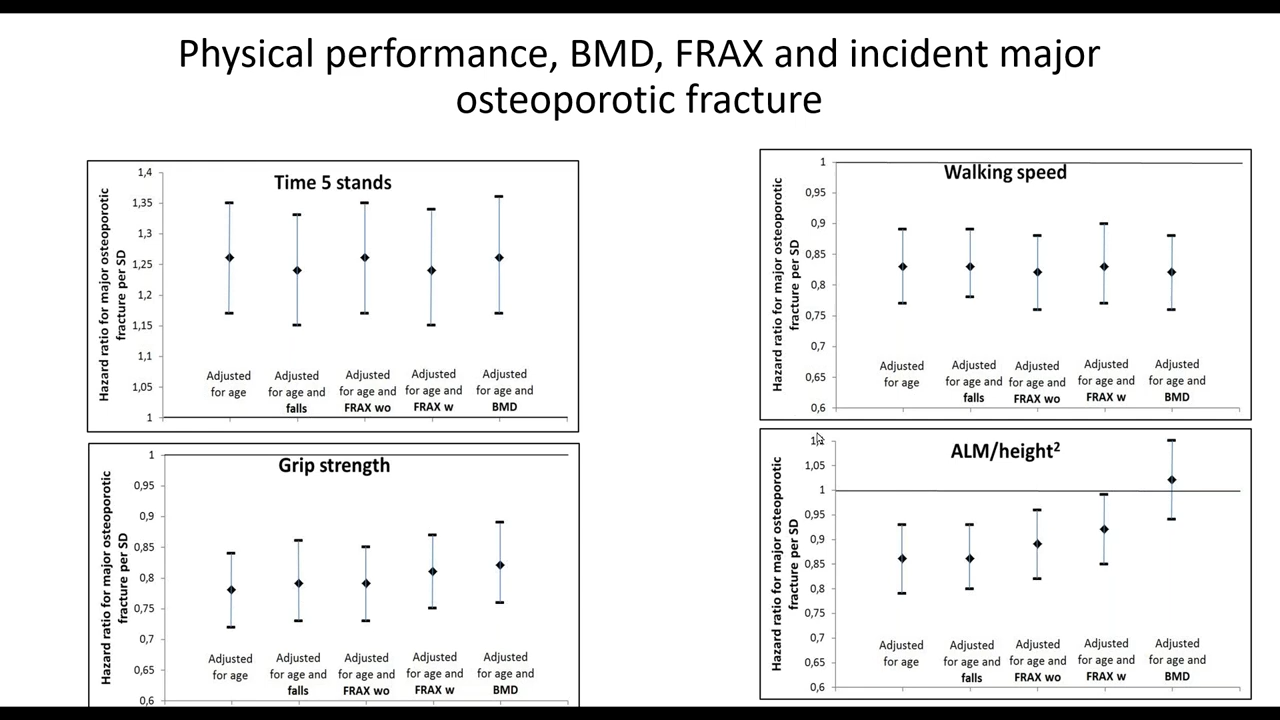 Physical performance, BMD, FRAX and incident major
osteoporotic fracture
Time 5 stands
Hazard ratio for major osteoporotic
fracture per SD
1,4
1,35
1,3
1,25
1,2
1,15
1,1
1,05
1
Adjusted for age
Adjusted for age and falls
Adjusted for age and FRAX wo
Adjusted for age and FRAX w
Adjusted for age and BMD
Walking speed
Hazard ratio for major osteoporotic
fracture per SD
1
0,95
0,9
0,85
0,8
0,75
0,7
0,65
0,6
Adjusted for age
Adjusted for age and falls
Adjusted for age and FRAX wo
Adjusted for age and FRAX w
Adjusted for age and BMD
Grip strength
Hazard ratio for major osteoporotic
fracture per SD
1
0,95
0,9
0,85
0,8
0,75
0,7
0,65
0,6
Adjusted for age
Adjusted for age and falls
Adjusted for age and FRAX wo
Adjusted for age and FRAX w
Adjusted for age and BMD
ALM/height²
Hazard ratio for major osteoporotic
fracture per SD
1,1
1,05
1
0,95
0,9
0,85
0,8
0,75
0,7
0,65
0,6
Adjusted for age
Adjusted for age and falls
Adjusted for age and FRAX wo
Adjusted for age and FRAX w
Adjusted for age and BMD